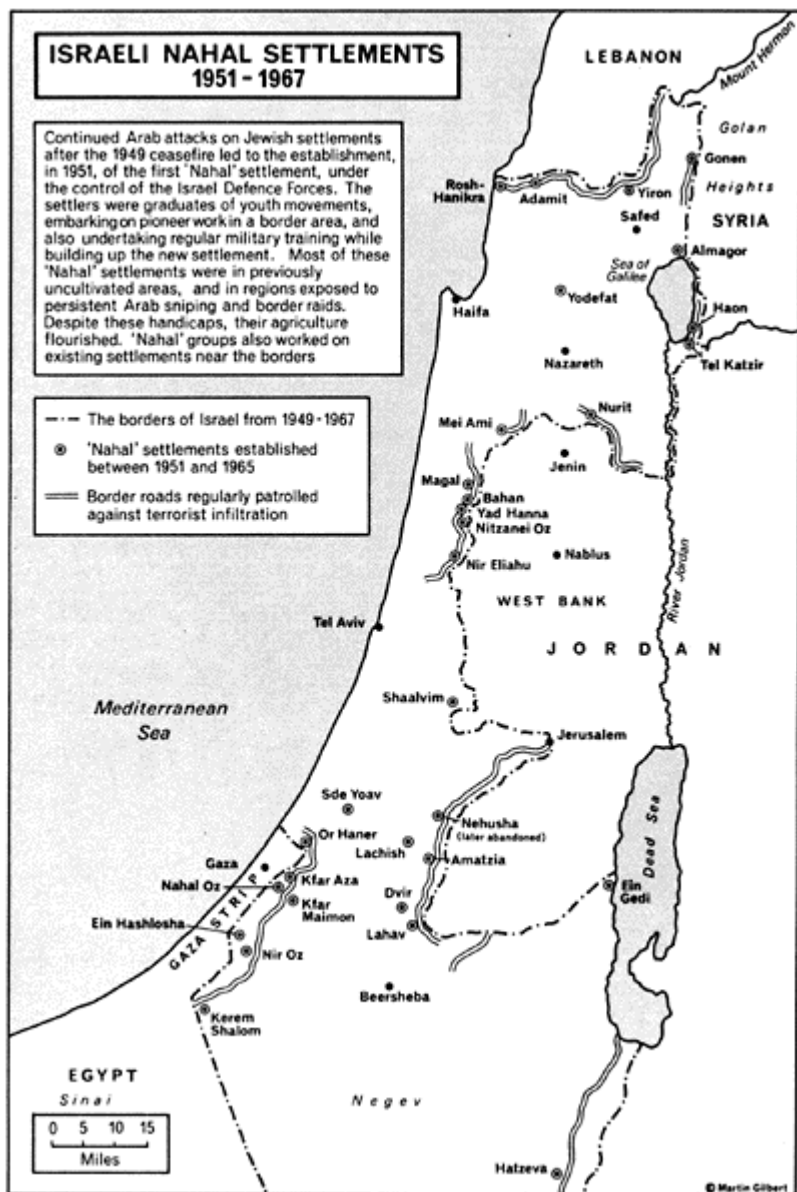 ISRAELI NAHAL SETTLEMENTS
1951-1967
Continued Arab attacks on Jewish settlements
after the 1949 ceasefire led to the establishment,
in 1951, of the first 'Nahal' settlement, under
the control of the Israel Defence Forces. The
settlers were graduates of youth movements,
embarking on pioneer work in a border area, and
also undertaking regular military training while
building up the new settlement. Most of these
'Nahal' settlements were in previously
uncultivated areas, and in regions exposed to
persistent Arab sniping and border raids.
Despite these handicaps, their agriculture
flourished. 'Nahal' groups also worked on
existing settlements near the borders
The borders of Israel from 1949-1967
'Nahal' settlements established
between 1951 and 1965
Border roads regularly patrolled
against terrorist infiltration
LEBANON
Mount Hermon
Golan
Heights
Gonen
Rosh-
Hanikra
Adamit
Yiron
Safed
SYRIA
Almagor
Sea of
Galilee
Yodefat
Haifa
Haon
Nazareth
Tel Katzir
Mei Ami
Nurit
Jenin
Magal
Bahan
Yad Hanna
Nitzanei Oz
Nir Eliahu
Nablus
WEST BANK
River Jordan
Tel Aviv
JORDAN
Mediterranean
Sea
Shaalvim
Jerusalem
Sde Yoav
Nehusha
(later abandoned)
Or Haner
Lachish
Amatzia
Dead Sea
Gaza
Nahal Oz
Kfar Aza
Kfar
Maimon
GAZA STRIP
Dvir
Ein
Gedi
Ein Hashlosha
Lahav
Nir Oz
Beersheba
Kerem
Shalom
EGYPT
Sinai
Negev
0 5 10 15
Miles
Hatzeva
© Martin Gilbert